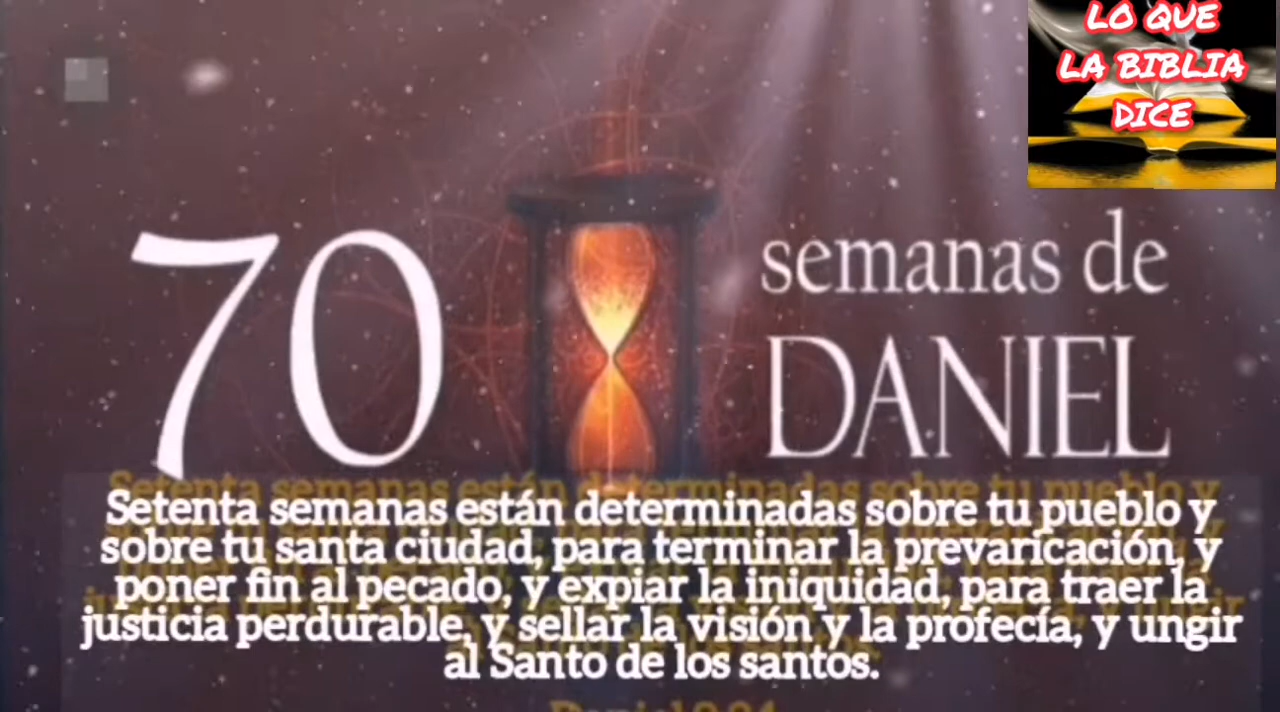 LO QUE
LA BIBLIA
DICE
70
semanas de
DANIEL
Setenta semanas están determinadas sobre tu pueblo y
sobre tu santa ciudad, para terminar la prevaricación, y
poner fin al pecado, y expiar la iniquidad, para traer la
justicia perdurable, y sellar la visión y la profecía, y ungir
al Santo de los santos.